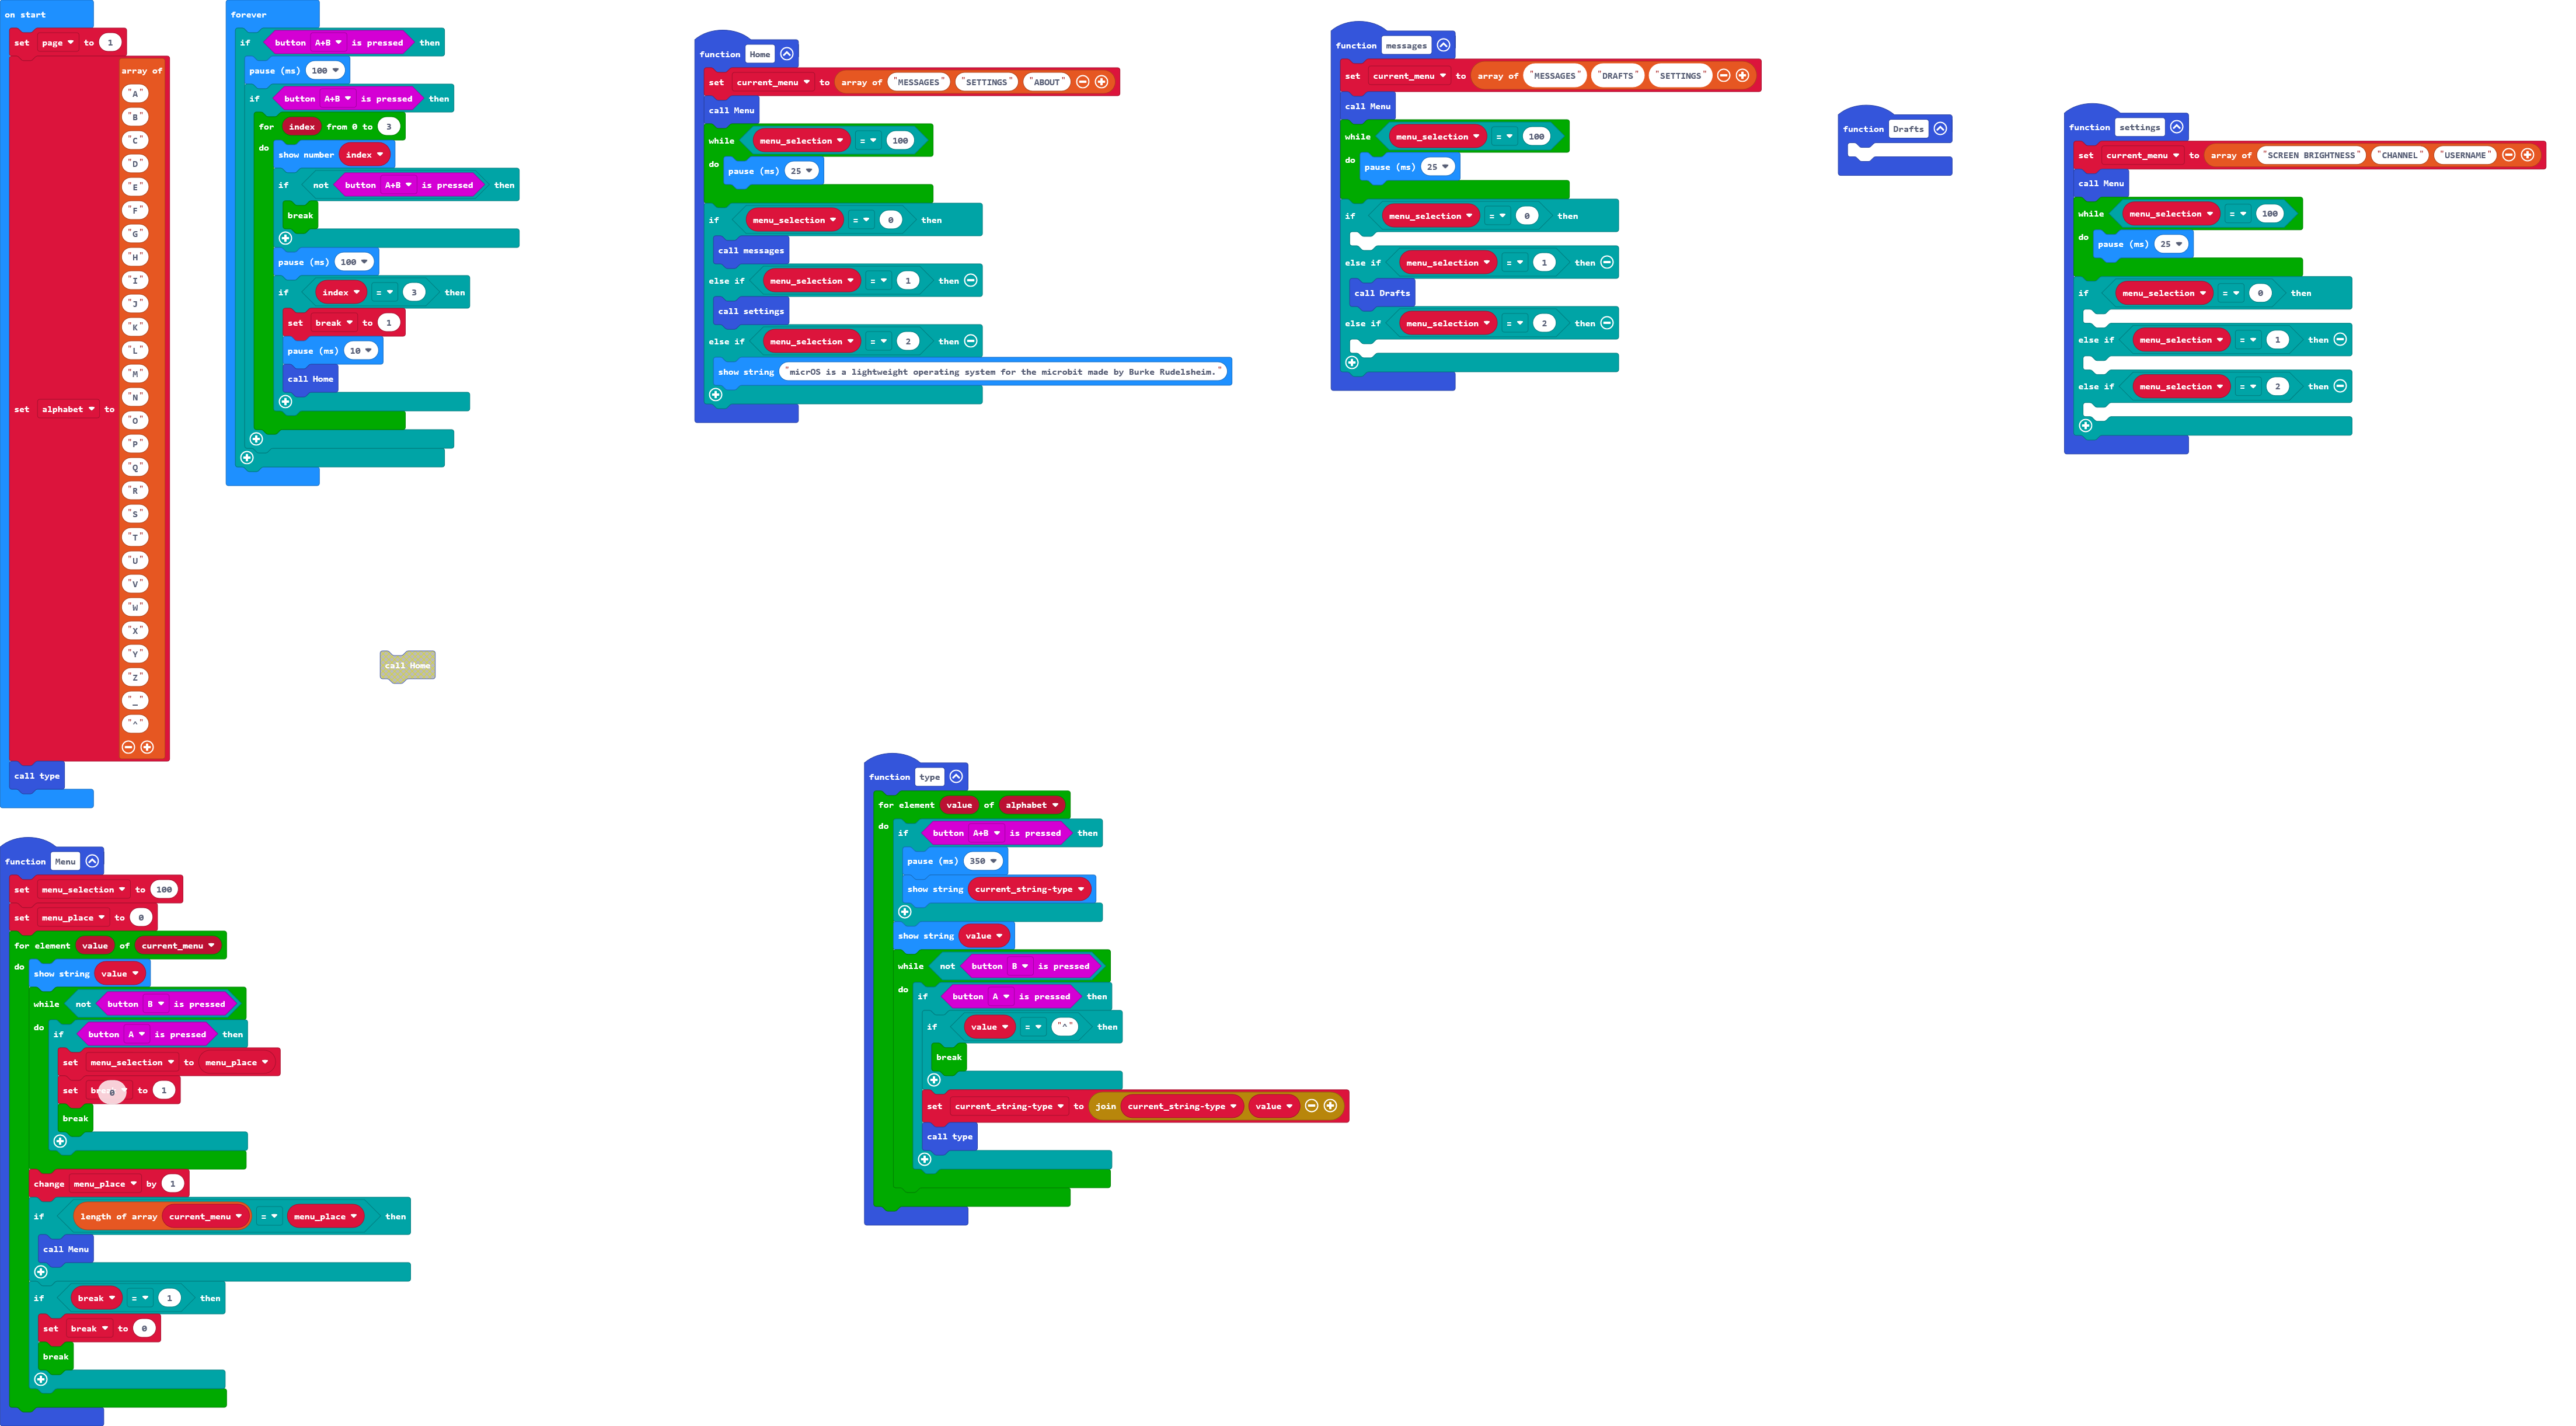 on start
set page to 1
set alphabet to array of
"A"
"B"
"C"
"D"
"E"
"F"
"G"
"H"
"I"
"J"
"K"
"L"
"M"
"N"
"O"
"P"
"Q"
"R"
"S"
"T"
"U"
"V"
"W"
"X"
"Y"
"Z"
"_"
"^"
call type
forever
if button A+B is pressed then
pause (ms) 100
if button A+B is pressed then
for index from 0 to 3
do show number index
if not button A+B is pressed then
break
pause (ms) 100
if index = 3 then
set break to 1
pause (ms) 10
call Home
call Home
function Home
set current_menu to array of "MESSAGES" "SETTINGS" "ABOUT"
call Menu
while menu_selection = 100
do pause (ms) 25
if menu_selection = 0 then
call messages
else if menu_selection = 1 then
call settings
else if menu_selection = 2 then
show string "micrOS is a lightweight operating system for the microbit made by Burke Rudelsheim."
function messages
set current_menu to array of "MESSAGES" "DRAFTS" "SETTINGS"
call Menu
while menu_selection = 100
do pause (ms) 25
if menu_selection = 0 then
else if menu_selection = 1 then
call Drafts
else if menu_selection = 2 then
function Drafts
function settings
set current_menu to array of "SCREEN BRIGHTNESS" "CHANNEL" "USERNAME"
call Menu
while menu_selection = 100
do pause (ms) 25
if menu_selection = 0 then
else if menu_selection = 1 then
else if menu_selection = 2 then
function Menu
set menu_selection to 100
set menu_place to 0
for element value of current_menu
do show string value
while not button B is pressed
do if button A is pressed then
set menu_selection to menu_place
set 0 to 1
break
change menu_place by 1
if length of array current_menu = menu_place then
call Menu
if break = 1 then
set break to 0
break
function type
for element value of alphabet
do if button A+B is pressed then
pause (ms) 350
show string current_string-type
show string value
while not button B is pressed
do if button A is pressed then
if value = "^" then
break
set current_string-type to join current_string-type value
call type